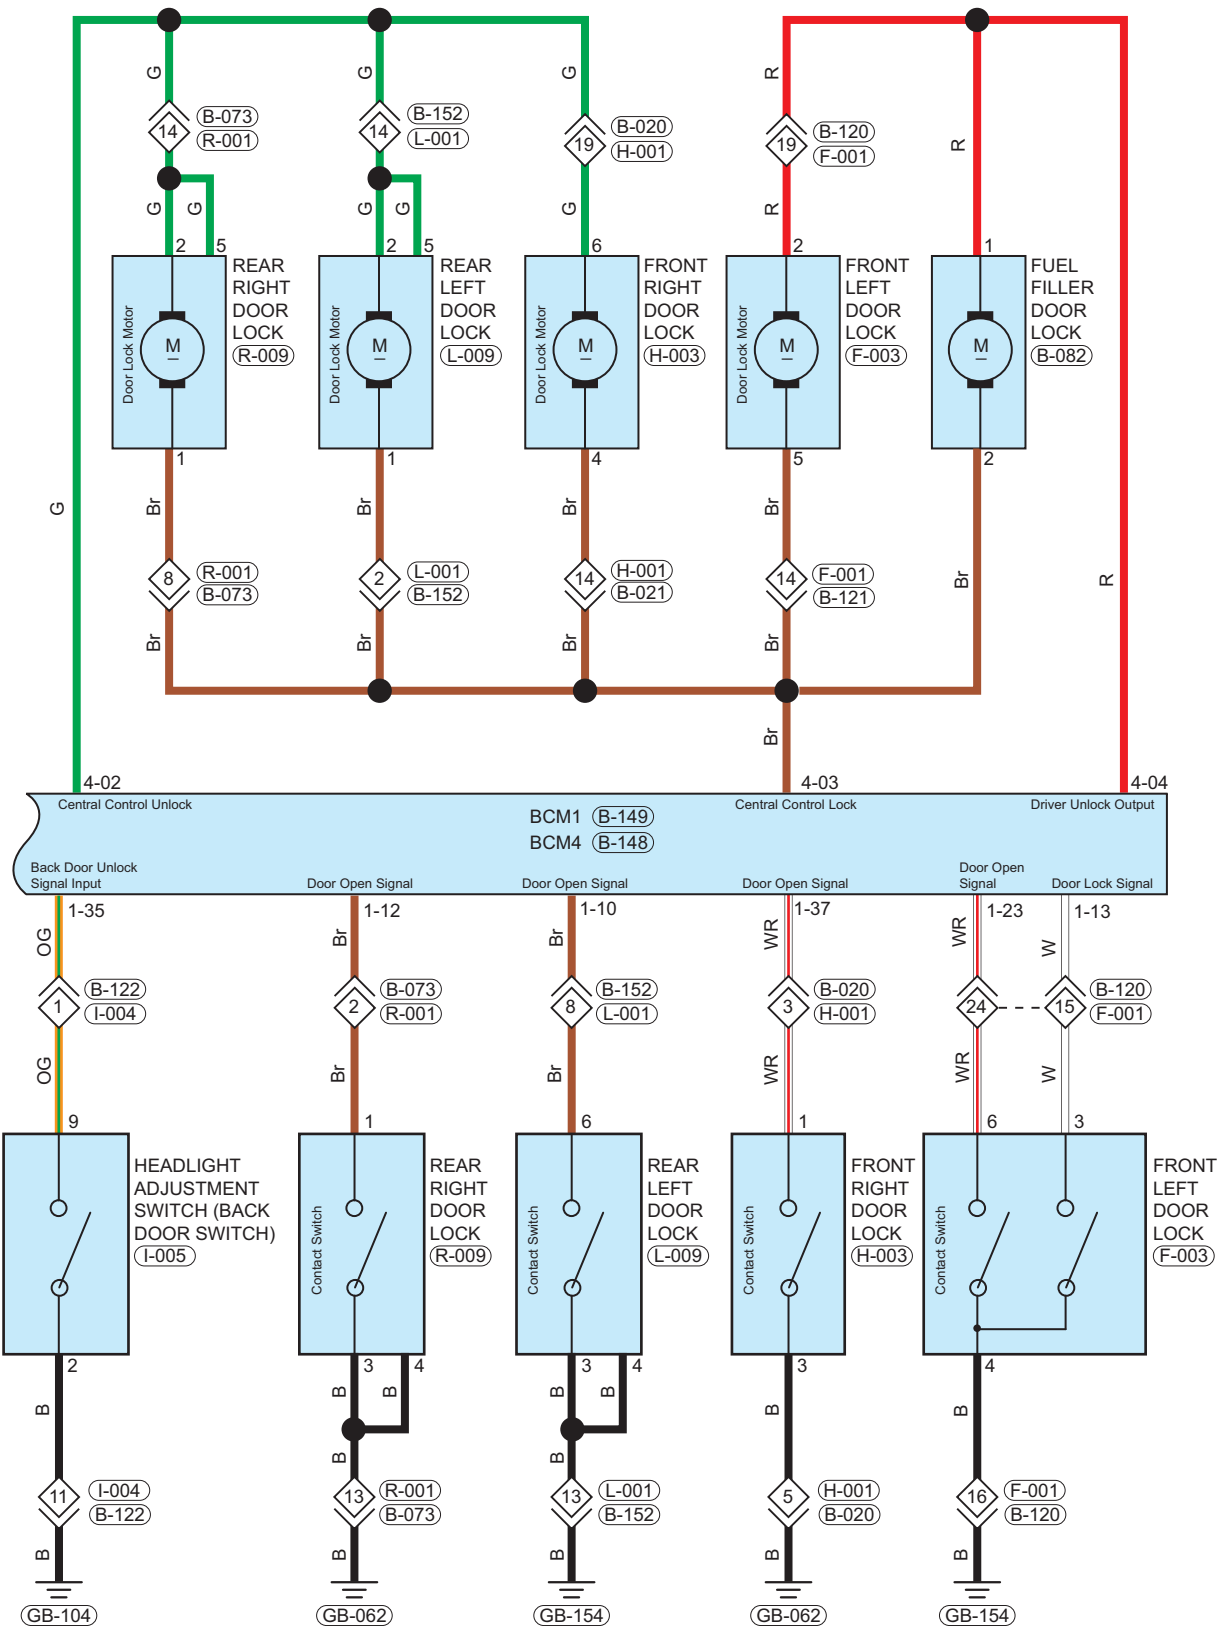 G
G
G
R
R
14
B-073
R-001
14
B-152
L-001
19
B-020
H-001
19
B-120
F-001
G
G
G
G
G
R
2
5
2
5
6
2
1
REAR
RIGHT
DOOR
LOCK
R-009
Door Lock Motor
M
REAR
LEFT
DOOR
LOCK
L-009
Door Lock Motor
M
FRONT
RIGHT
DOOR
LOCK
H-003
Door Lock Motor
M
FRONT
LEFT
DOOR
LOCK
F-003
Door Lock Motor
M
FUEL
FILLER
DOOR
LOCK
B-082
M
1
1
4
5
2
G
Br
Br
Br
Br
Br
R
8
R-001
B-073
2
L-001
B-152
14
H-001
B-021
14
F-001
B-121
Br
Br
Br
Br
Br
4-02
4-03
4-04
Central Control Unlock
Central Control Lock
Driver Unlock Output
BCM1 B-149
BCM4 B-148
Back Door Unlock
Signal Input
Door Open Signal
Door Open Signal
Door Open Signal
Door Open
Signal
Door Lock Signal
1-35
1-12
1-10
1-37
1-23
1-13
OG
Br
Br
WR
WR
W
1
B-122
I-004
2
B-073
R-001
8
B-152
L-001
3
B-020
H-001
24
15
B-120
F-001
OG
Br
Br
WR
WR
W
9
1
6
1
6
3
HEADLIGHT
ADJUSTMENT
SWITCH (BACK
DOOR SWITCH)
I-005
Contact Switch
REAR
RIGHT
DOOR
LOCK
R-009
Contact Switch
REAR
LEFT
DOOR
LOCK
L-009
Contact Switch
FRONT
RIGHT
DOOR
LOCK
H-003
Contact Switch
FRONT
LEFT
DOOR
LOCK
F-003
2
3
4
3
4
3
4
B
B
B
B
B
B
B
B
B
11
I-004
B-122
13
R-001
B-073
13
L-001
B-152
5
H-001
B-020
16
F-001
B-120
B
B
B
B
B
GB-104
GB-062
GB-154
GB-062
GB-154